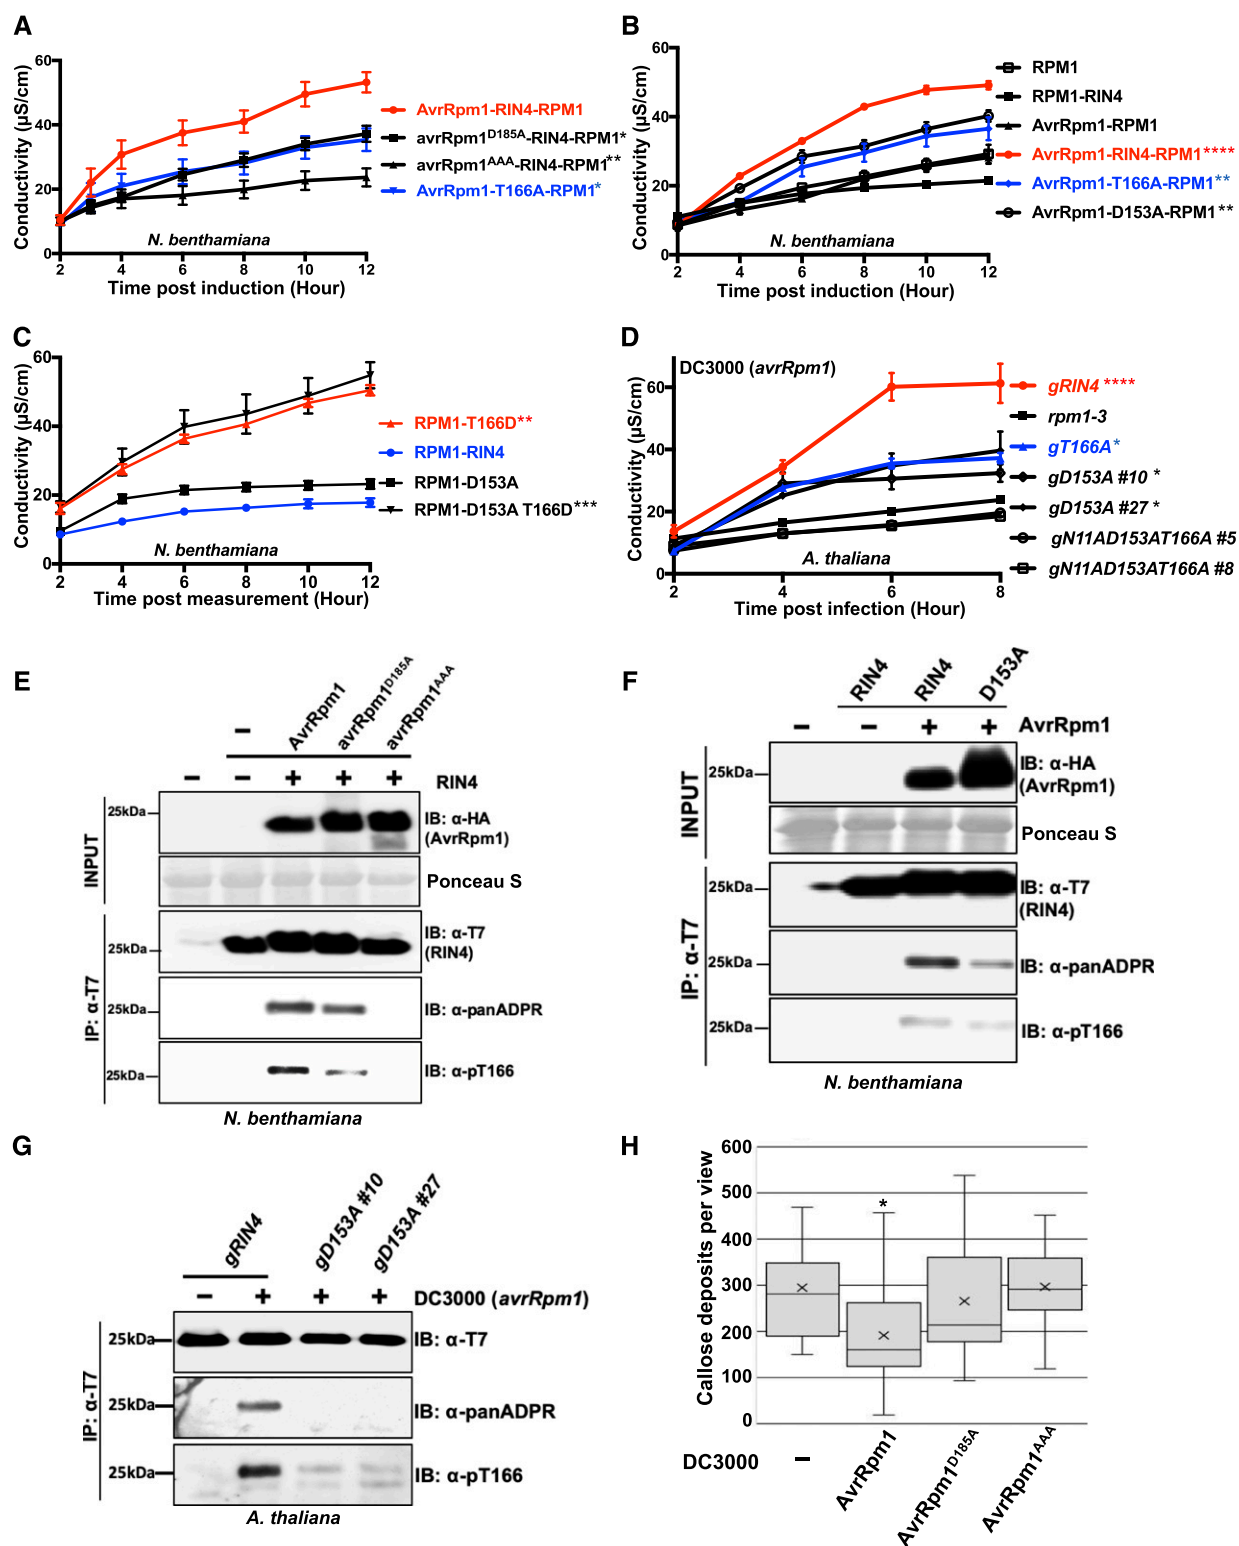 A
Conductivity (µS/cm)
60
40
20
0
2 4 6 8 10 12
N. benthamiana
Time post induction (Hour)
AvrRpm1-RIN4-RPM1
avrRpm1D185A-RIN4-RPM1*
avrRpm1AAA-RIN4-RPM1**
AvrRpm1-T166A-RPM1*
B
Conductivity (µS/cm)
60
40
20
0
2 4 6 8 10 12
N. benthamiana
Time post induction (Hour)
RPM1
RPM1-RIN4
AvrRpm1-RPM1
AvrRpm1-RIN4-RPM1****
AvrRpm1-T166A-RPM1**
AvrRpm1-D153A-RPM1**
C
Conductivity (µS/cm)
60
40
20
0
2 4 6 8 10 12
N. benthamiana
Time post measurement (Hour)
RPM1-T166D**
RPM1-RIN4
RPM1-D153A
RPM1-D153A T166D***
D
DC3000 (avrRpm1)
Conductivity (µS/cm)
60
40
20
0
2 4 6 8
A. thaliana
Time post infection (Hour)
gRIN4 ****
rpm1-3
gT166A*
gD153A #10 *
gD153A #27 *
gN11AD153AT166A #5
gN11AD153AT166A #8
E
– AvrRpm1 avrRpm1D185A avrRpm1AAA
– – + + + RIN4
INPUT
25kDa
IB: α-HA
(AvrRpm1)
Ponceau S
IP: α-T7
25kDa
IB: α-T7
(RIN4)
25kDa
IB: α-panADPR
25kDa
IB: α-pT166
N. benthamiana
F
RIN4 RIN4 D153A
– – + + AvrRpm1
INPUT
25kDa
IB: α-HA
(AvrRpm1)
Ponceau S
IP: α-T7
25kDa
IB: α-T7
(RIN4)
25kDa
IB: α-panADPR
25kDa
IB: α-pT166
N. benthamiana
G
gRIN4 gD153A #10 gD153A #27
– + + + DC3000 (avrRpm1)
IP: α-T7
25kDa
IB: α-T7
25kDa
IB: α-panADPR
25kDa
IB: α-pT166
A. thaliana
H
Callose deposits per view
600
500
400
300
200
100
0
*
DC3000 – AvrRpm1 AvrRpm1D185A AvrRpm1AAA